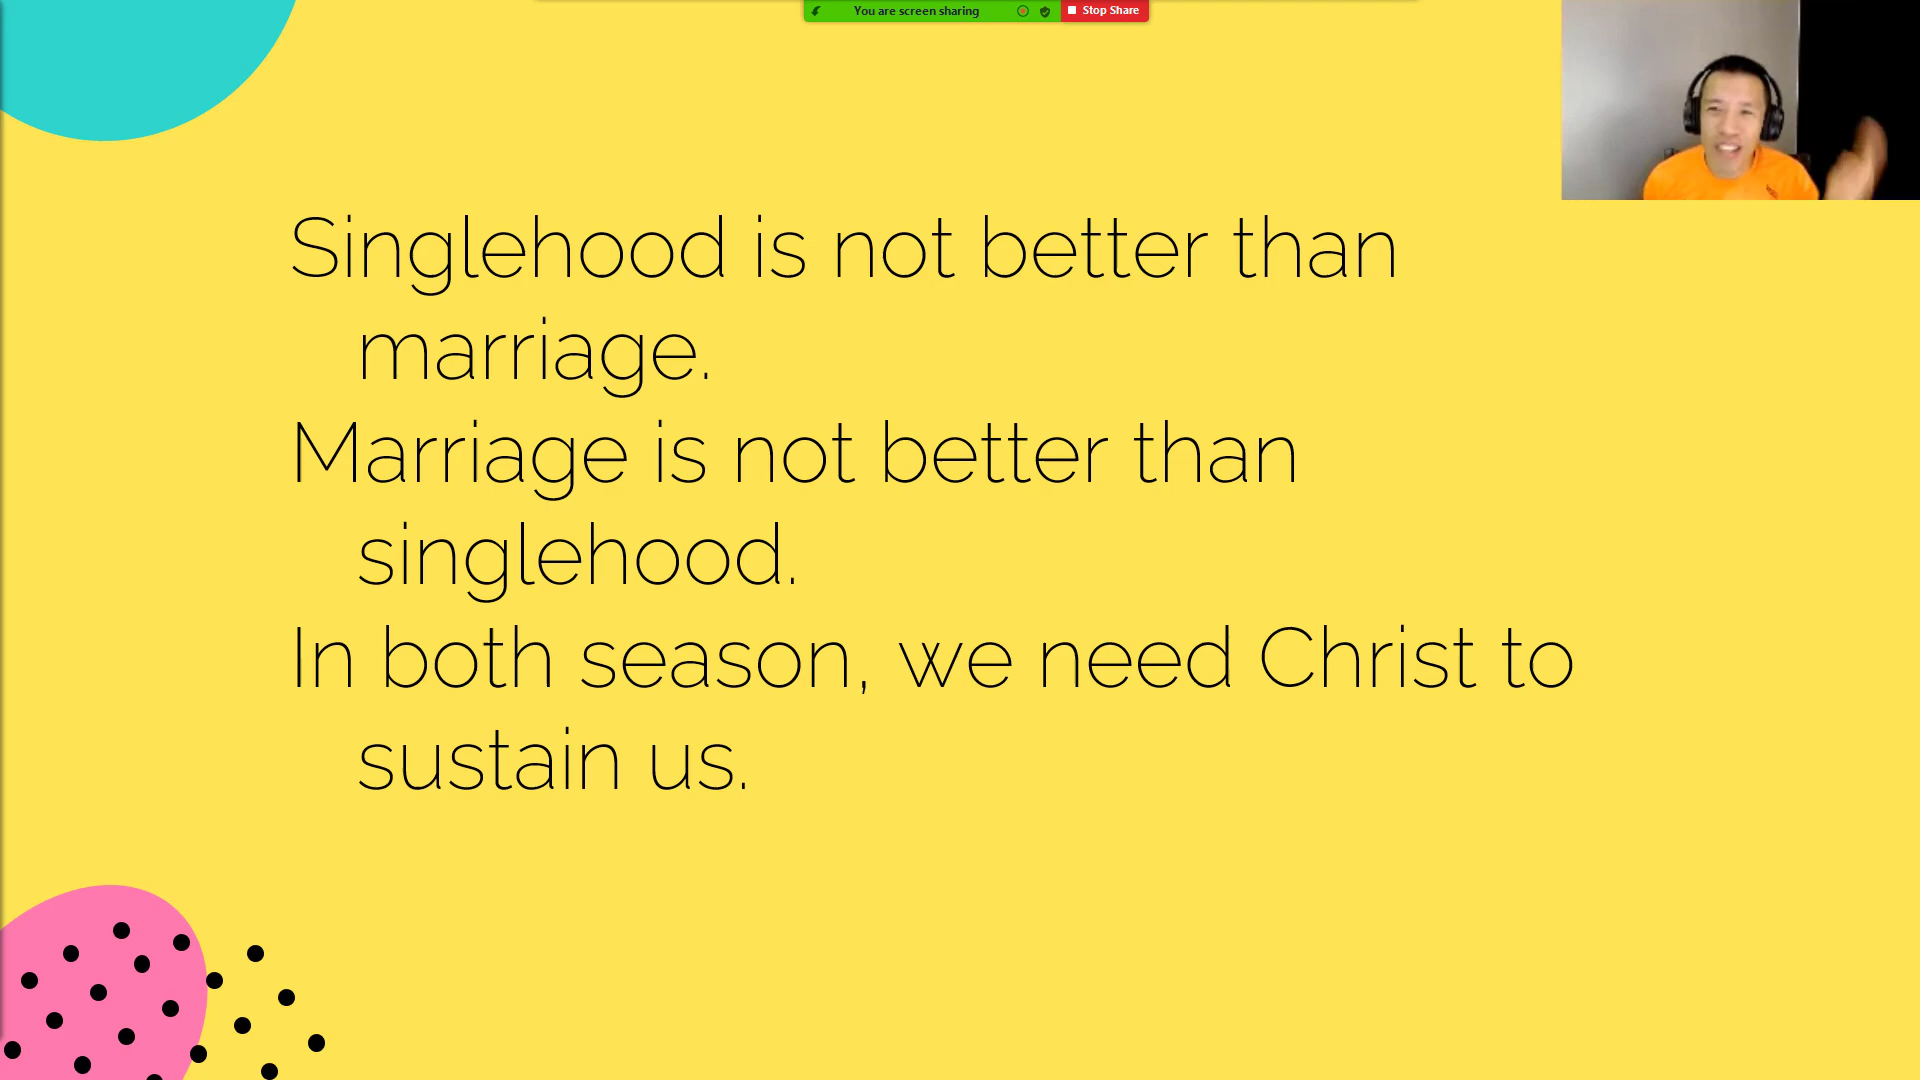 You are screen sharing
Stop Share
Singlehood is not better than
marriage.
Marriage is not better than
singlehood.
In both season, we need Christ to
sustain us.